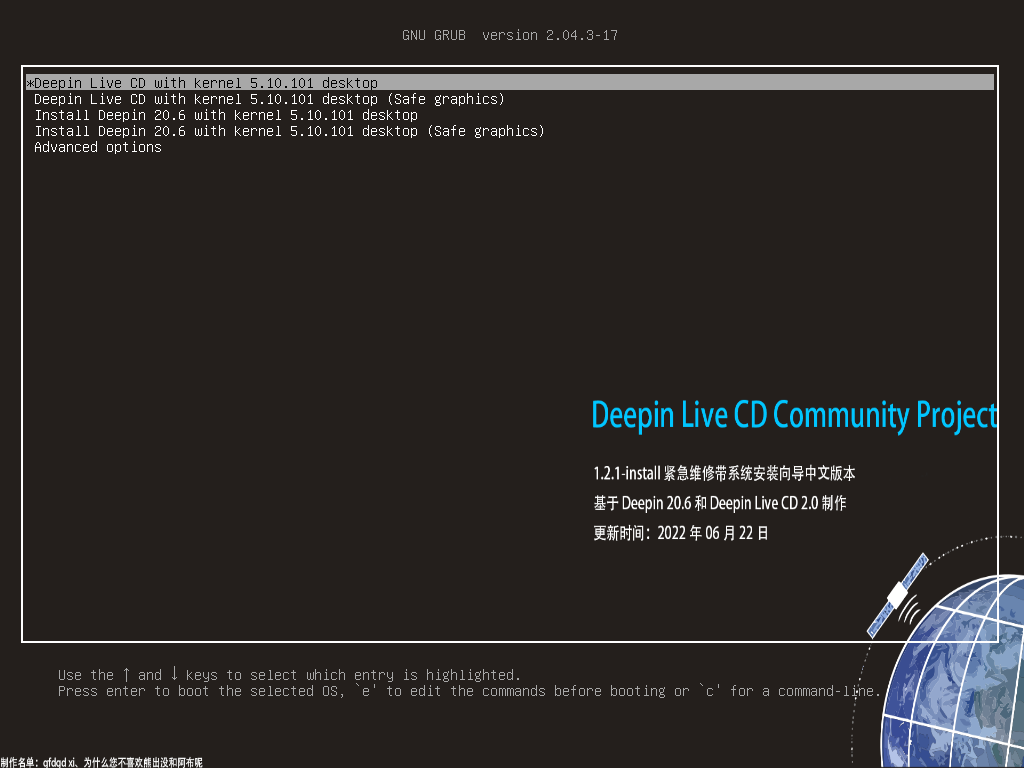 GNU GRUB  version 2.04.3-17
*Deepin Live CD with kernel 5.10.101 desktop
Deepin Live CD with kernel 5.10.101 desktop (Safe graphics)
Install Deepin 20.6 with kernel 5.10.101 desktop
Install Deepin 20.6 with kernel 5.10.101 desktop (Safe graphics)
Advanced options
Deepin Live CD Community Project
1.2.1-install 紧急维修带系统安装向导中文版本
基于 Deepin 20.6 和 Deepin Live CD 2.0 制作
更新时间：2022 年 06 月 22 日
Use the ↑ and ↓ keys to select which entry is highlighted.
Press enter to boot the selected OS, `e' to edit the commands before booting or `c' for a command-line.
制作名单：gfdgd xi、为什么您不喜欢熊出没和阿布呢